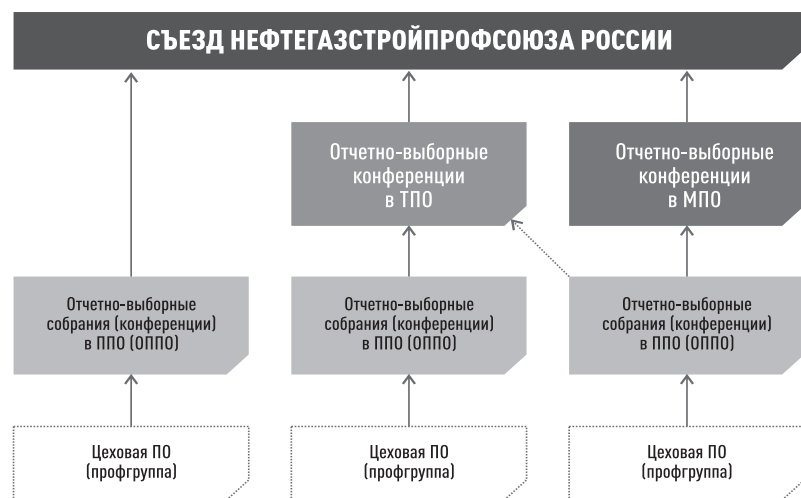 СЪЕЗД НЕФТЕГАЗСТРОЙПРОФСОЮЗА РОССИИ
Отчетно-выборные
конференции
в ТПО
Отчетно-выборные
конференции
в МПО
Отчетно-выборные
собрания (конференции)
в ППО (ОППО)
Отчетно-выборные
собрания (конференции)
в ППО (ОППО)
Отчетно-выборные
собрания (конференции)
в ППО (ОППО)
Цеховая ПО
(профгруппа)
Цеховая ПО
(профгруппа)
Цеховая ПО
(профгруппа)